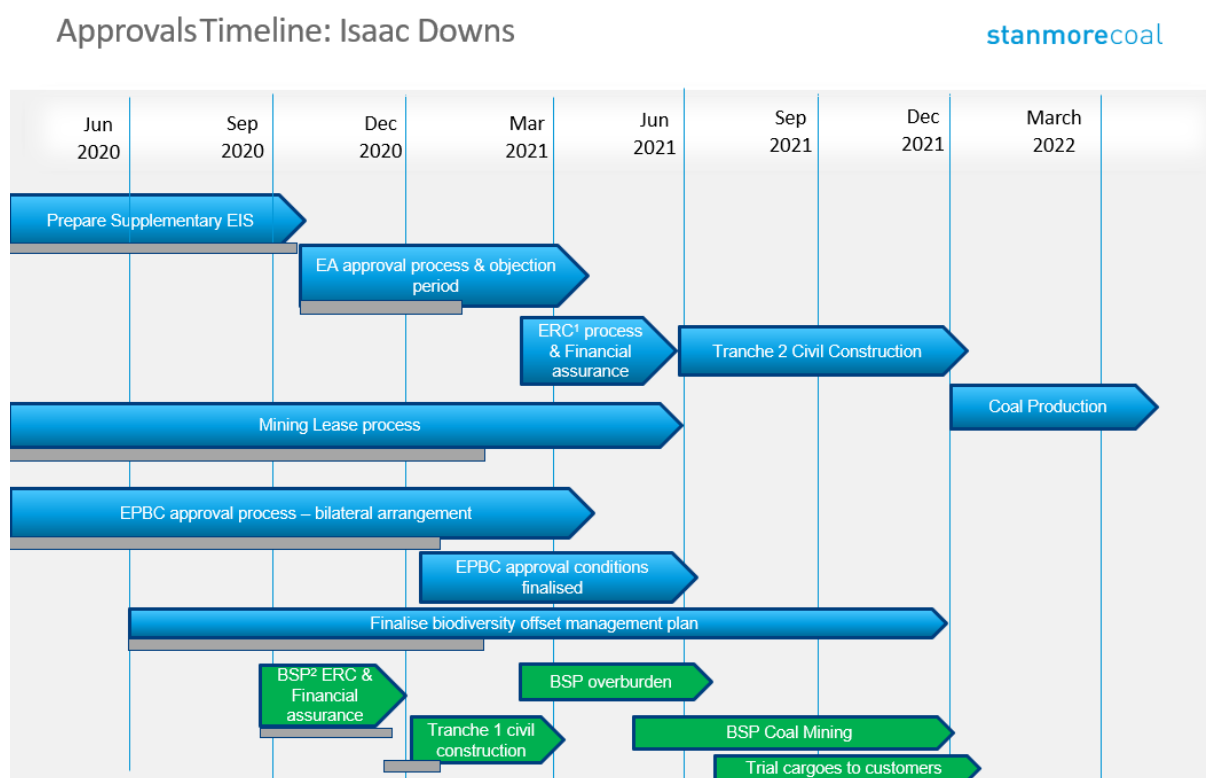 Approvals Timeline: Isaac Downs
stanmorecoal
Jun
2020
Sep
2020
Dec
2020
Mar
2021
Jun
2021
Sep
2021
Dec
2021
March
2022
Prepare Supplementary EIS
EA approval process & objection
period
ERC¹ process
& Financial
assurance
Tranche 2 Civil Construction
Coal Production
Mining Lease process
EPBC approval process – bilateral arrangement
EPBC approval conditions
finalised
Finalise biodiversity offset management plan
BSP² ERC &
Financial
assurance
BSP overburden
Tranche 1 civil
construction
BSP Coal Mining
Trial cargoes to customers